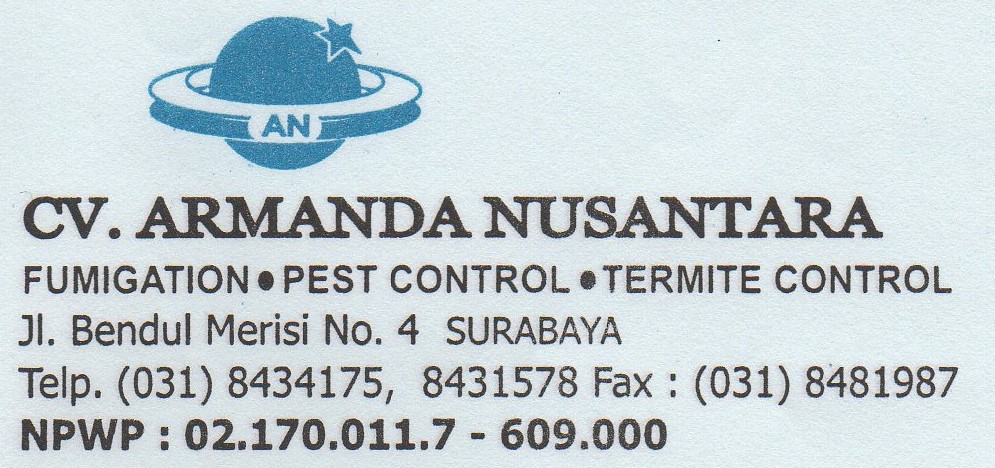 AN
CV. ARMANDA NUSANTARA
FUMIGATION • PEST CONTROL • TERMITE CONTROL
Jl. Bendul Merisi No. 4 SURABAYA
Telp. (031) 8434175, 8431578 Fax : (031) 8481987
NPWP : 02.170.011.7 - 609.000